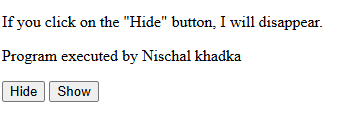 If you click on the "Hide" button, I will disappear.
Program executed by Nischal khadka
Hide Show